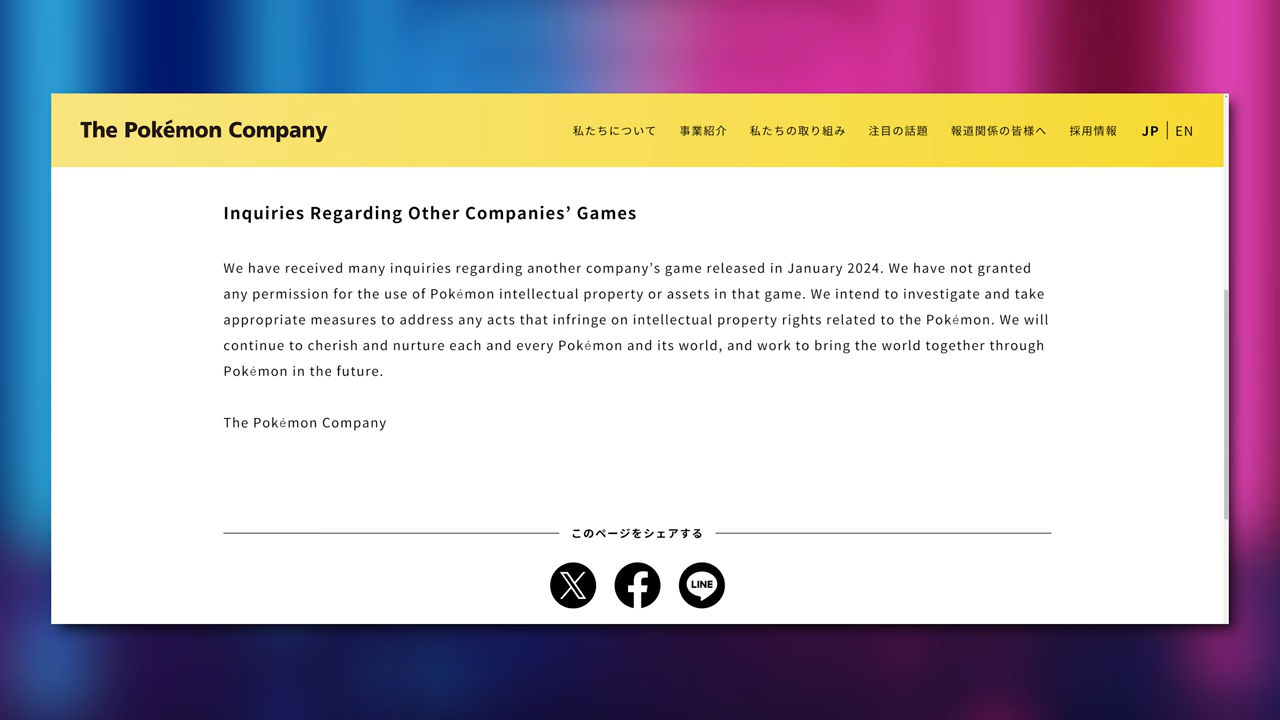 The Pokémon Company
私たちについて 事業紹介 私たちの取り組み 注目の話題 報道関係の皆様へ 採用情報 JP | EN
Inquiries Regarding Other Companies’ Games
We have received many inquiries regarding another company’s game released in January 2024. We have not granted
any permission for the use of Pokémon intellectual property or assets in that game. We intend to investigate and take
appropriate measures to address any acts that infringe on intellectual property rights related to the Pokémon. We will
continue to cherish and nurture each and every Pokémon and its world, and work to bring the world together through
Pokémon in the future.
The Pokémon Company
このページをシェアする
LINE